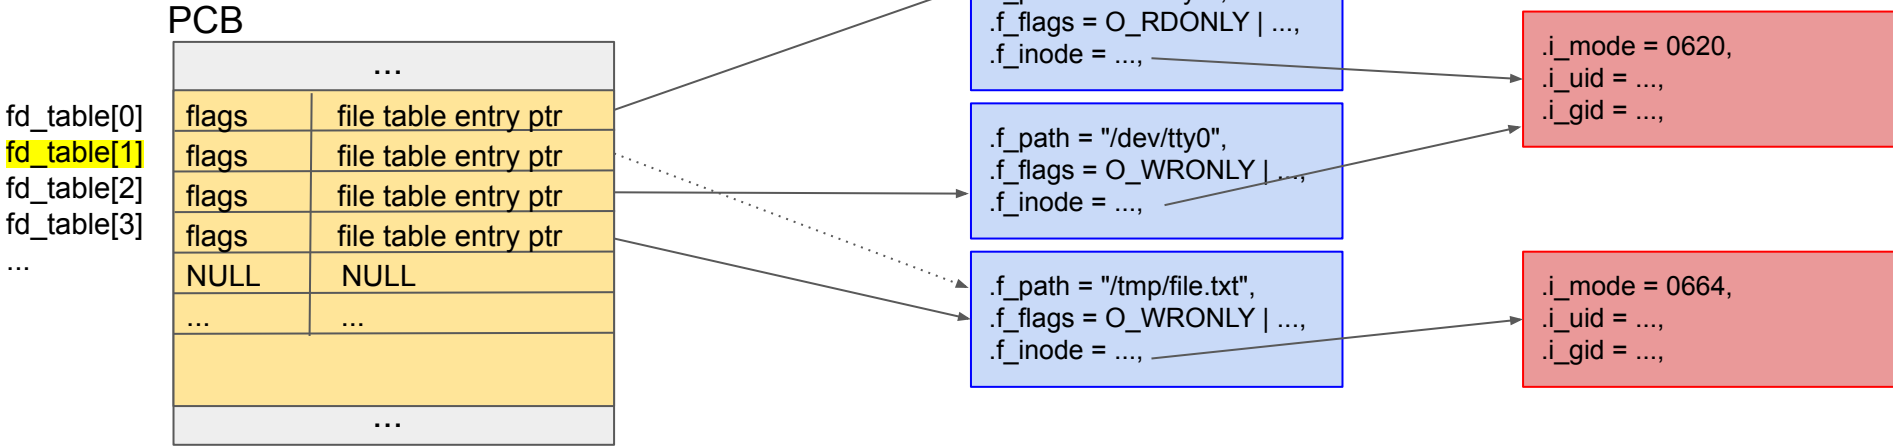 PCB
...
fd_table[0]
fd_table[1]
fd_table[2]
fd_table[3]
...
flags file table entry ptr
flags file table entry ptr
flags file table entry ptr
flags file table entry ptr
NULL NULL
... ...
...
.f_flags = O_RDONLY | ...,
.f_inode = ...,
.f_path = "/dev/tty0",
.f_flags = O_WRONLY | ...,
.f_inode = ...,
.f_path = "/tmp/file.txt",
.f_flags = O_WRONLY | ...,
.f_inode = ...,
.i_mode = 0620,
.i_uid = ...,
.i_gid = ...,
.i_mode = 0664,
.i_uid = ...,
.i_gid = ...,